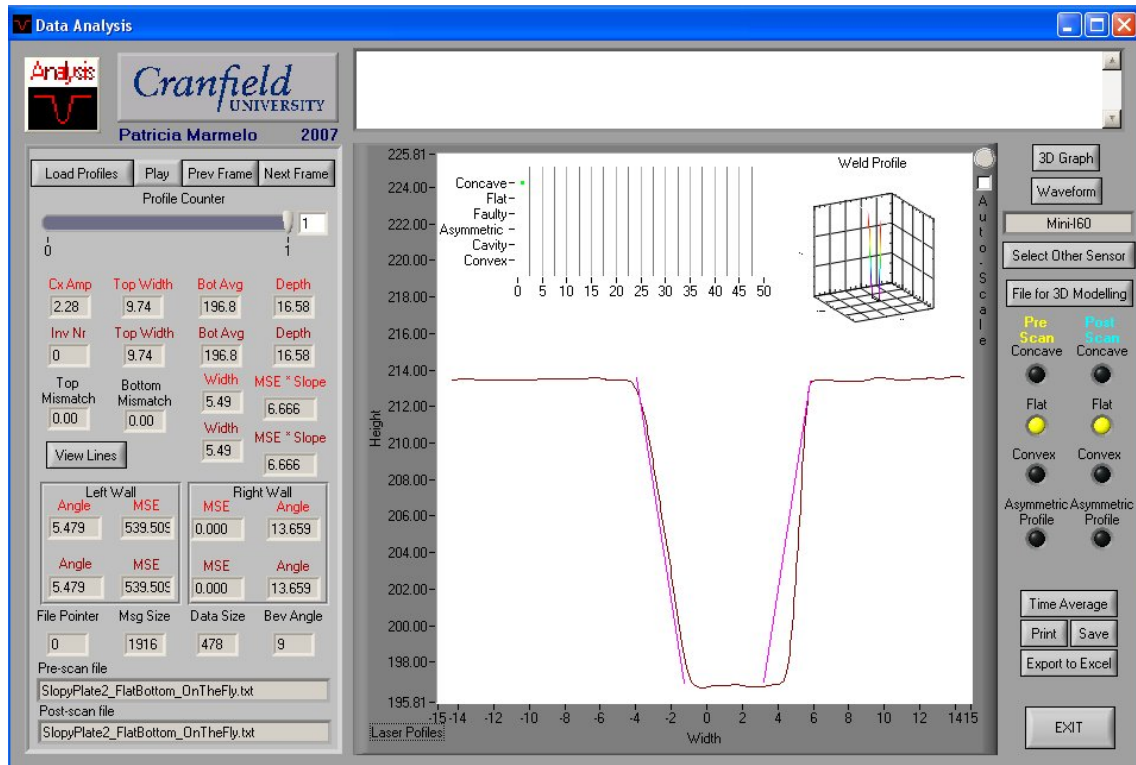 Data Analysis
Analysis
Cranfield
UNIVERSITY
Patricia Marmelo 2007
Load Profiles Play Prev Frame Next Frame
Profile Counter
1
0 1
Cx Amp Top Width Bot Avg Depth
2.28 9.74 196.8 16.58
Inv Nr Top Width Bot Avg Depth
0 9.74 196.8 16.58
Top Mismatch Bottom Mismatch Width MSE * Slope
0.00 0.00 5.49 6.666
Width MSE * Slope
5.49 6.666
View Lines
Left Wall Right Wall
Angle MSE MSE Angle
5.479 539.509 0.000 13.659
Angle MSE MSE Angle
5.479 539.509 0.000 13.659
File Pointer Msg Size Data Size Bev Angle
0 1916 478 9
Pre-scan file
SlopyPlate2_FlatBottom_OnTheFly.txt
Post-scan file
SlopyPlate2_FlatBottom_OnTheFly.txt
225.81
224.00
222.00
220.00
218.00
216.00
214.00
212.00
210.00
208.00
206.00
204.00
202.00
200.00
198.00
195.81
Height
-15 -14 -12 -10 -8 -6 -4 -2 0 2 4 6 8 10 12 14 15
Width
Laser Pofiles
Concave
Flat
Faulty
Asymmetric
Cavity
Convex
0 5 10 15 20 25 30 35 40 45 50
Weld Profile
Auto-Scale
3D Graph
Waveform
Mini-I60
Select Other Sensor
File for 3D Modelling
Pre Scan Post Scan
Concave Concave
Flat Flat
Convex Convex
Asymmetric Profile Asymmetric Profile
Time Average
Print Save
Export to Excel
EXIT